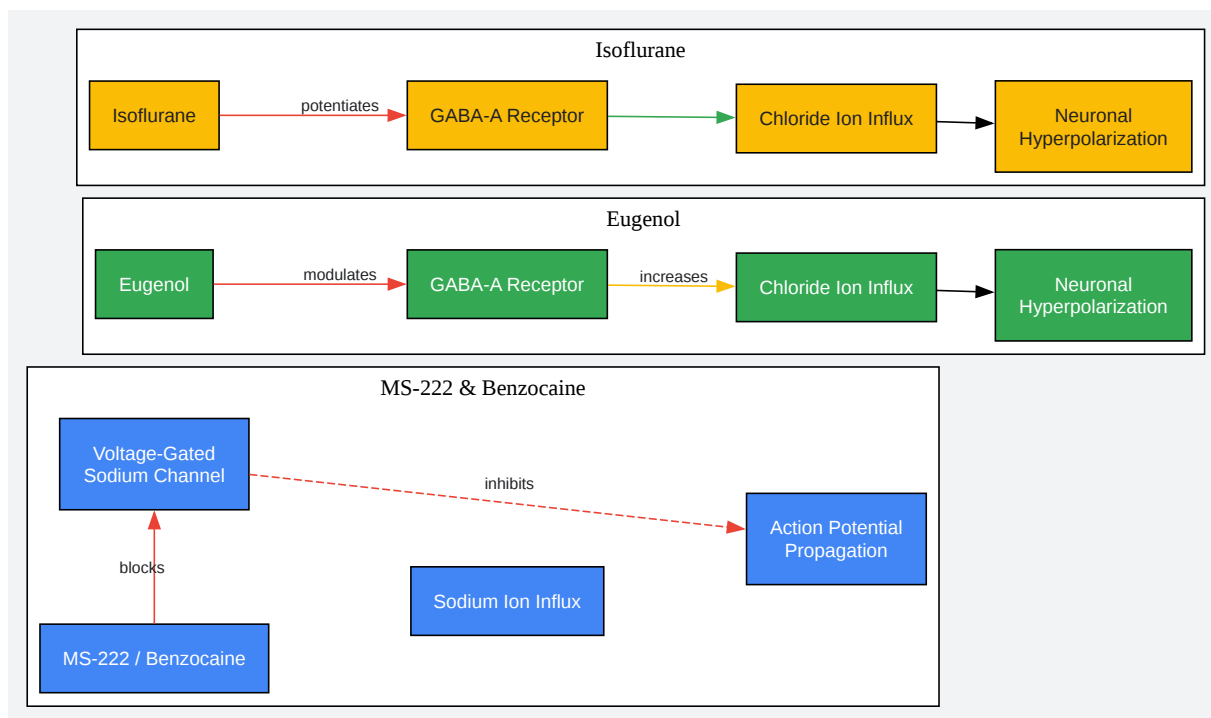 Isoflurane
Isoflurane
potentiates
GABA-A Receptor
Chloride Ion Influx
Neuronal
Hyperpolarization
Eugenol
Eugenol
modulates
GABA-A Receptor
increases
Chloride Ion Influx
Neuronal
Hyperpolarization
MS-222 & Benzocaine
Voltage-Gated
Sodium Channel
inhibits
Action Potential
Propagation
blocks
Sodium Ion Influx
MS-222 / Benzocaine